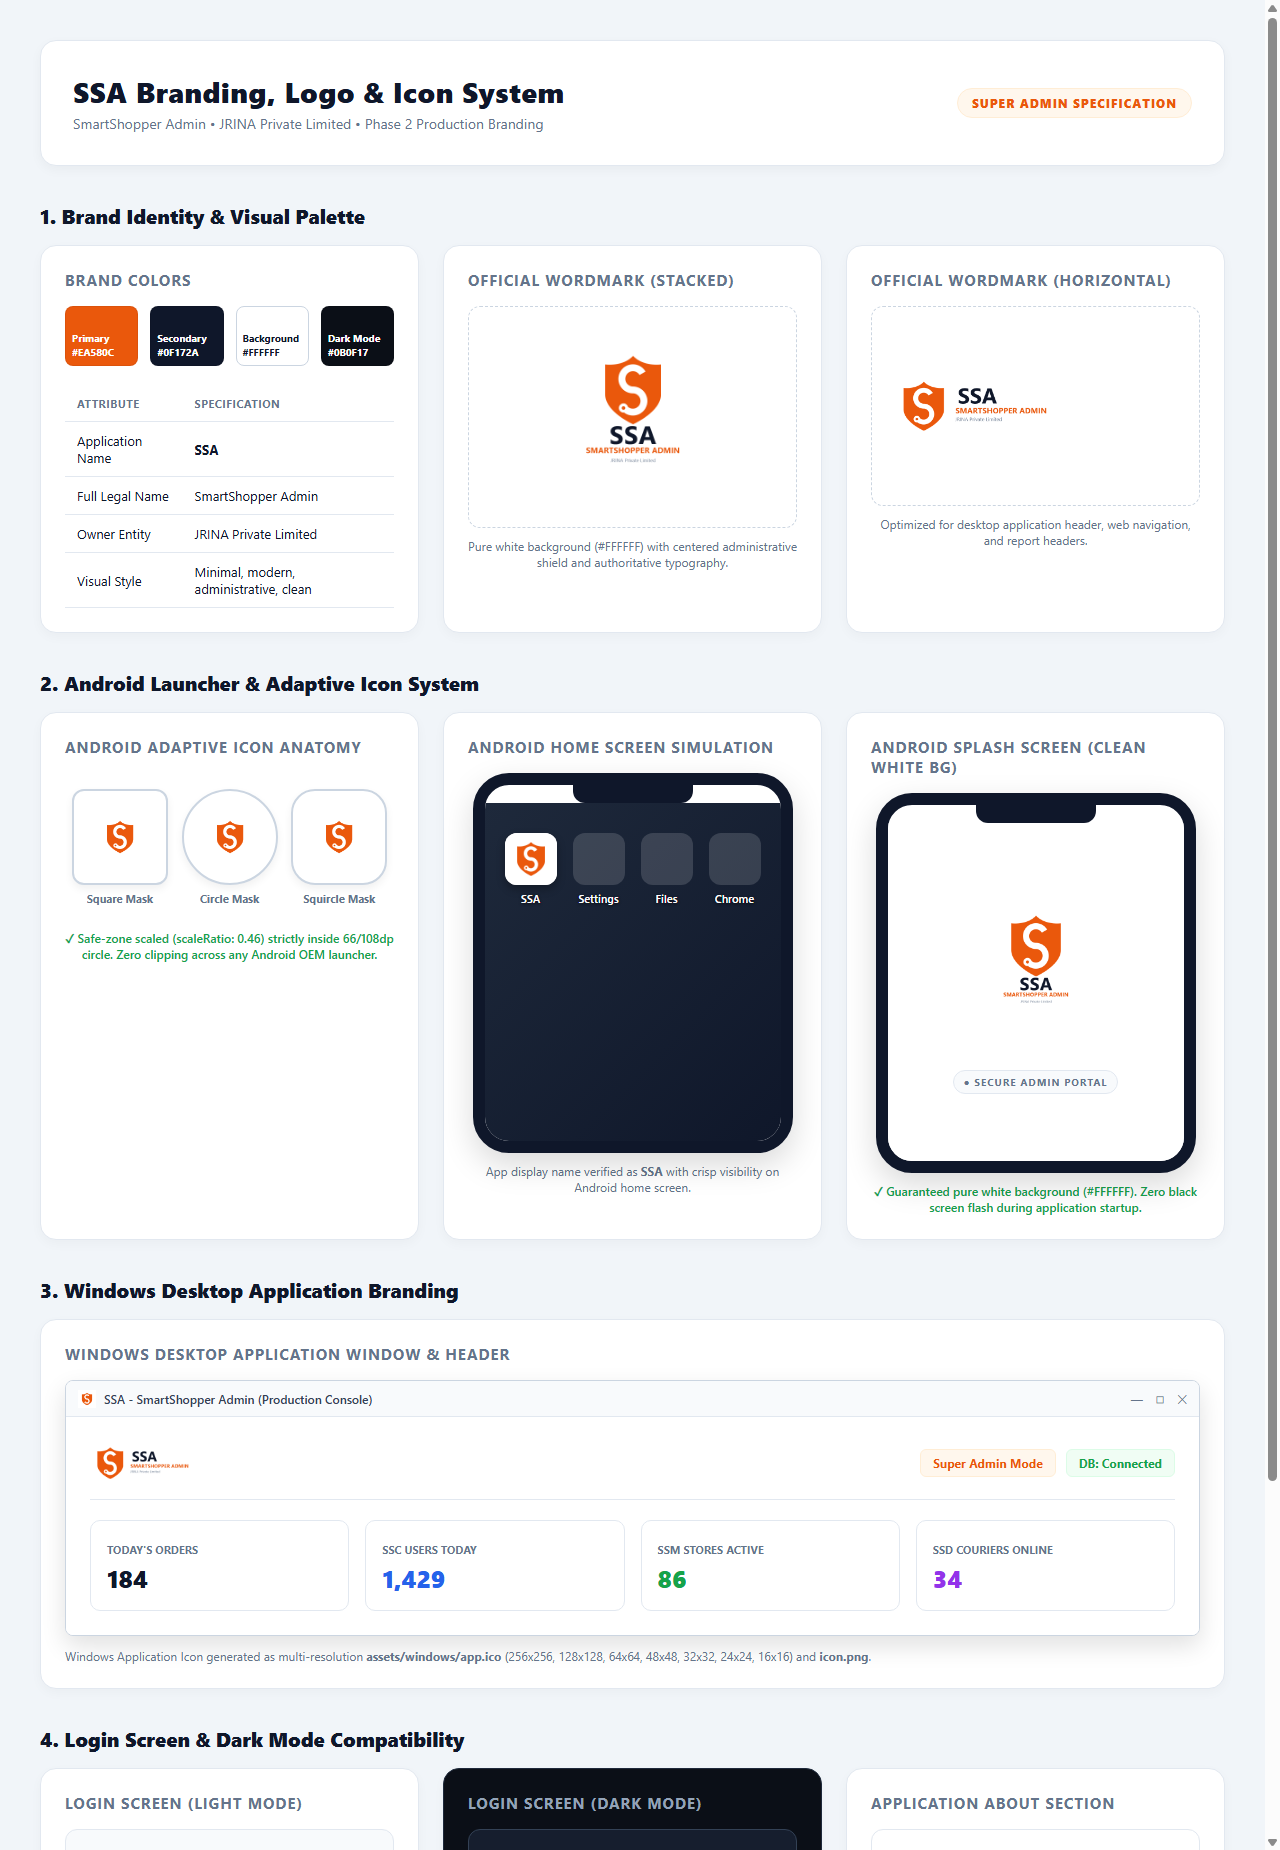 SSA Branding, Logo & Icon System
SmartShopper Admin • JRINA Private Limited • Phase 2 Production Branding
SUPER ADMIN SPECIFICATION
1. Brand Identity & Visual Palette
BRAND COLORS
Primary
#EA580C
Secondary
#0F172A
Background
#FFFFFF
Dark Mode
#0B0F17
ATTRIBUTE SPECIFICATION
Application
Name
SSA
Full Legal Name SmartShopper Admin
Owner Entity JRINA Private Limited
Visual Style
Minimal, modern,
administrative, clean
OFFICIAL WORDMARK (STACKED)
SSA
SMARTSHOPPER ADMIN
JRINA Private Limited
Pure white background (#FFFFFF) with centered administrative
shield and authoritative typography.
OFFICIAL WORDMARK (HORIZONTAL)
SSA
SMARTSHOPPER ADMIN
JRINA Private Limited
Optimized for desktop application header, web navigation,
and report headers.
2. Android Launcher & Adaptive Icon System
ANDROID ADAPTIVE ICON ANATOMY
Square Mask
Circle Mask
Squircle Mask
✓ Safe-zone scaled (scaleRatio: 0.46) strictly inside 66/108dp
circle. Zero clipping across any Android OEM launcher.
ANDROID HOME SCREEN SIMULATION
SSA
Settings
Files
Chrome
App display name verified as SSA with crisp visibility on
Android home screen.
ANDROID SPLASH SCREEN (CLEAN
WHITE BG)
SSA
SMARTSHOPPER ADMIN
● SECURE ADMIN PORTAL
✓ Guaranteed pure white background (#FFFFFF). Zero black
screen flash during application startup.
3. Windows Desktop Application Branding
WINDOWS DESKTOP APPLICATION WINDOW & HEADER
SSA - SmartShopper Admin (Production Console)
SSA
SMARTSHOPPER ADMIN
Super Admin Mode
DB: Connected
TODAY'S ORDERS
184
SSC USERS TODAY
1,429
SSM STORES ACTIVE
86
SSD COURIERS ONLINE
34
Windows Application Icon generated as multi-resolution assets/windows/app.ico (256x256, 128x128, 64x64, 48x48, 32x32, 24x24, 16x16) and icon.png.
4. Login Screen & Dark Mode Compatibility
LOGIN SCREEN (LIGHT MODE)
LOGIN SCREEN (DARK MODE)
APPLICATION ABOUT SECTION